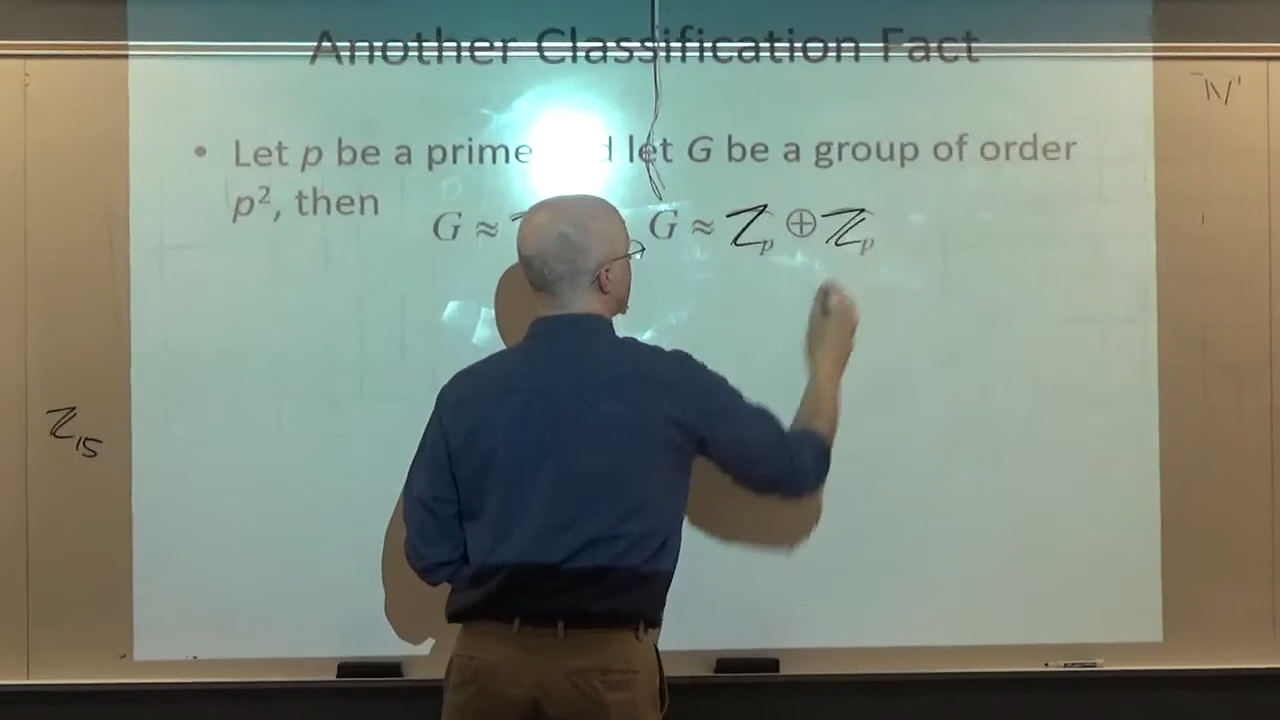 Another Classification Fact
• Let p be a prime let G be a group of order
p², then
G ≈ G ≈ ℤₚ ⊕ ℤₚ
ℤ₁₅